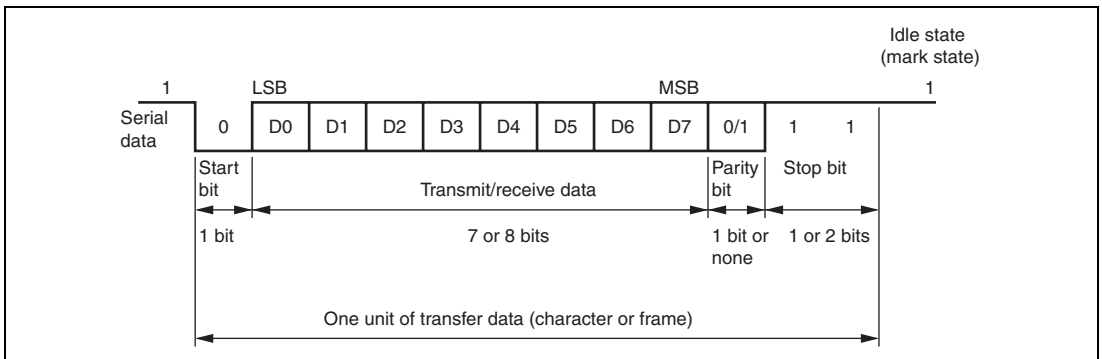 Idle state
(mark state)
1 LSB MSB 1
Serial
data
0 D0 D1 D2 D3 D4 D5 D6 D7 0/1 1 1
Start
bit
Transmit/receive data
Parity
bit
Stop bit
1 bit
7 or 8 bits
1 bit or
none
1 or 2 bits
One unit of transfer data (character or frame)